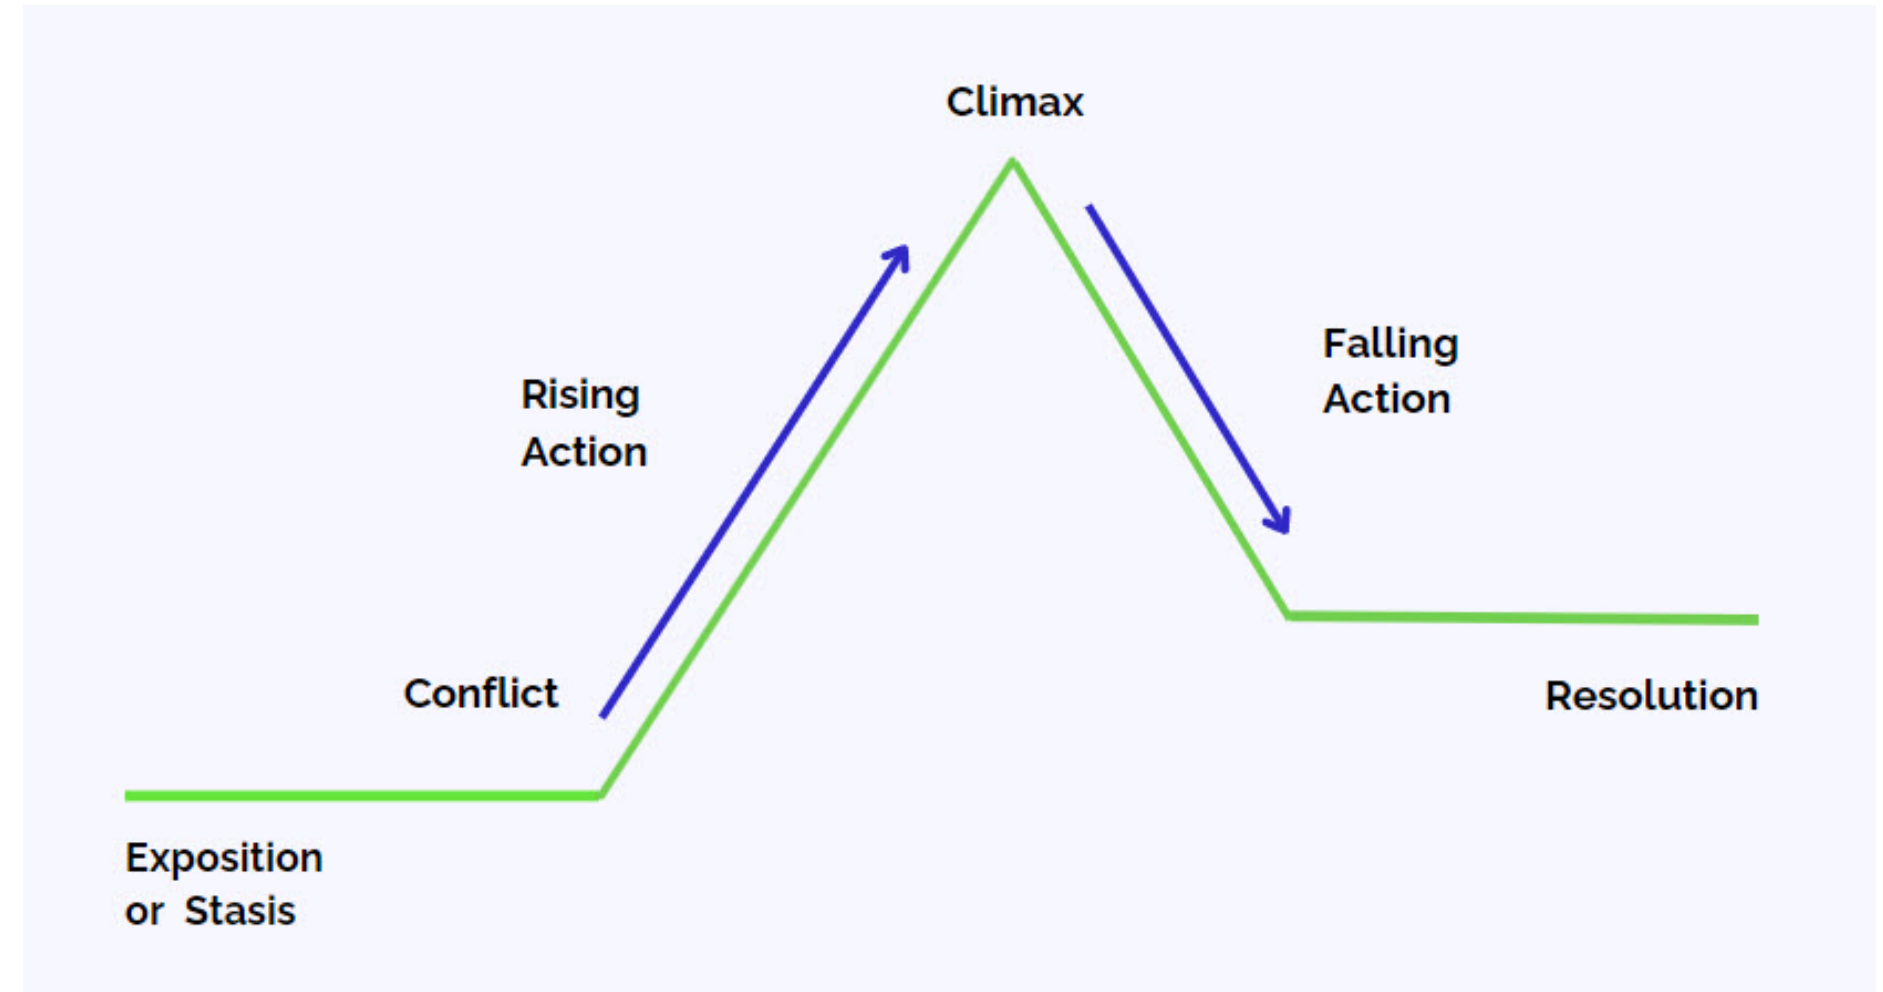 Climax
Rising
Action
Falling
Action
Conflict
Resolution
Exposition
or Stasis